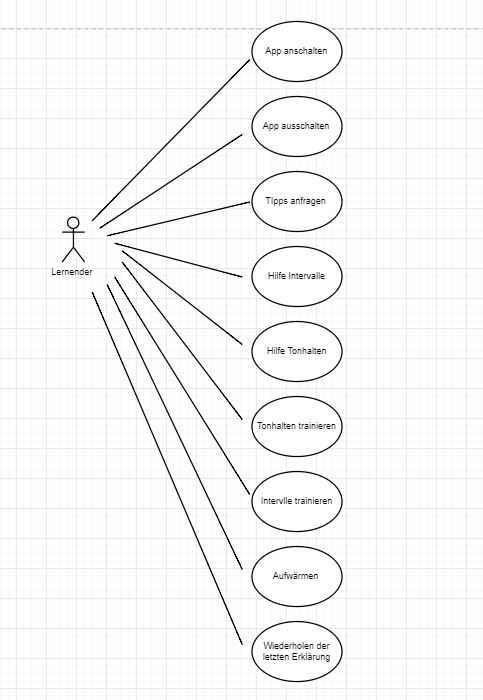 App anschalten
App ausschalten
TIpps anfragen
Lernender
Hilfe Intervalle
Hilfe Tonhalten
Tonhalten trainieren
Intervlle trainieren
Aufwärmen
Wiederholen der
letzten Erklärung